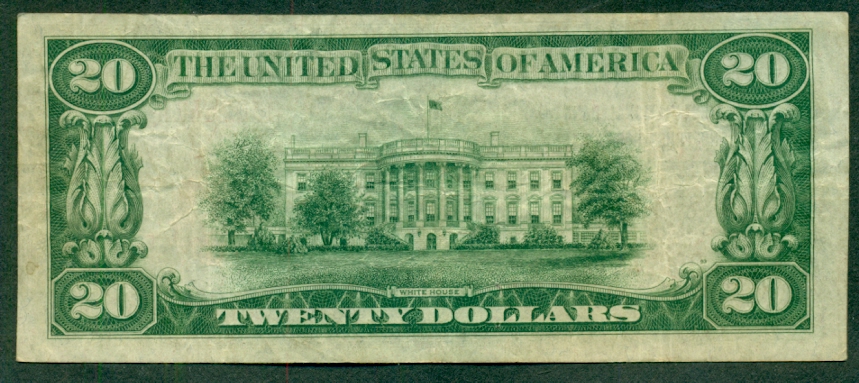 20 THE UNITED STATES OF AMERICA 20
WHITE HOUSE
20 TWENTY DOLLARS 20